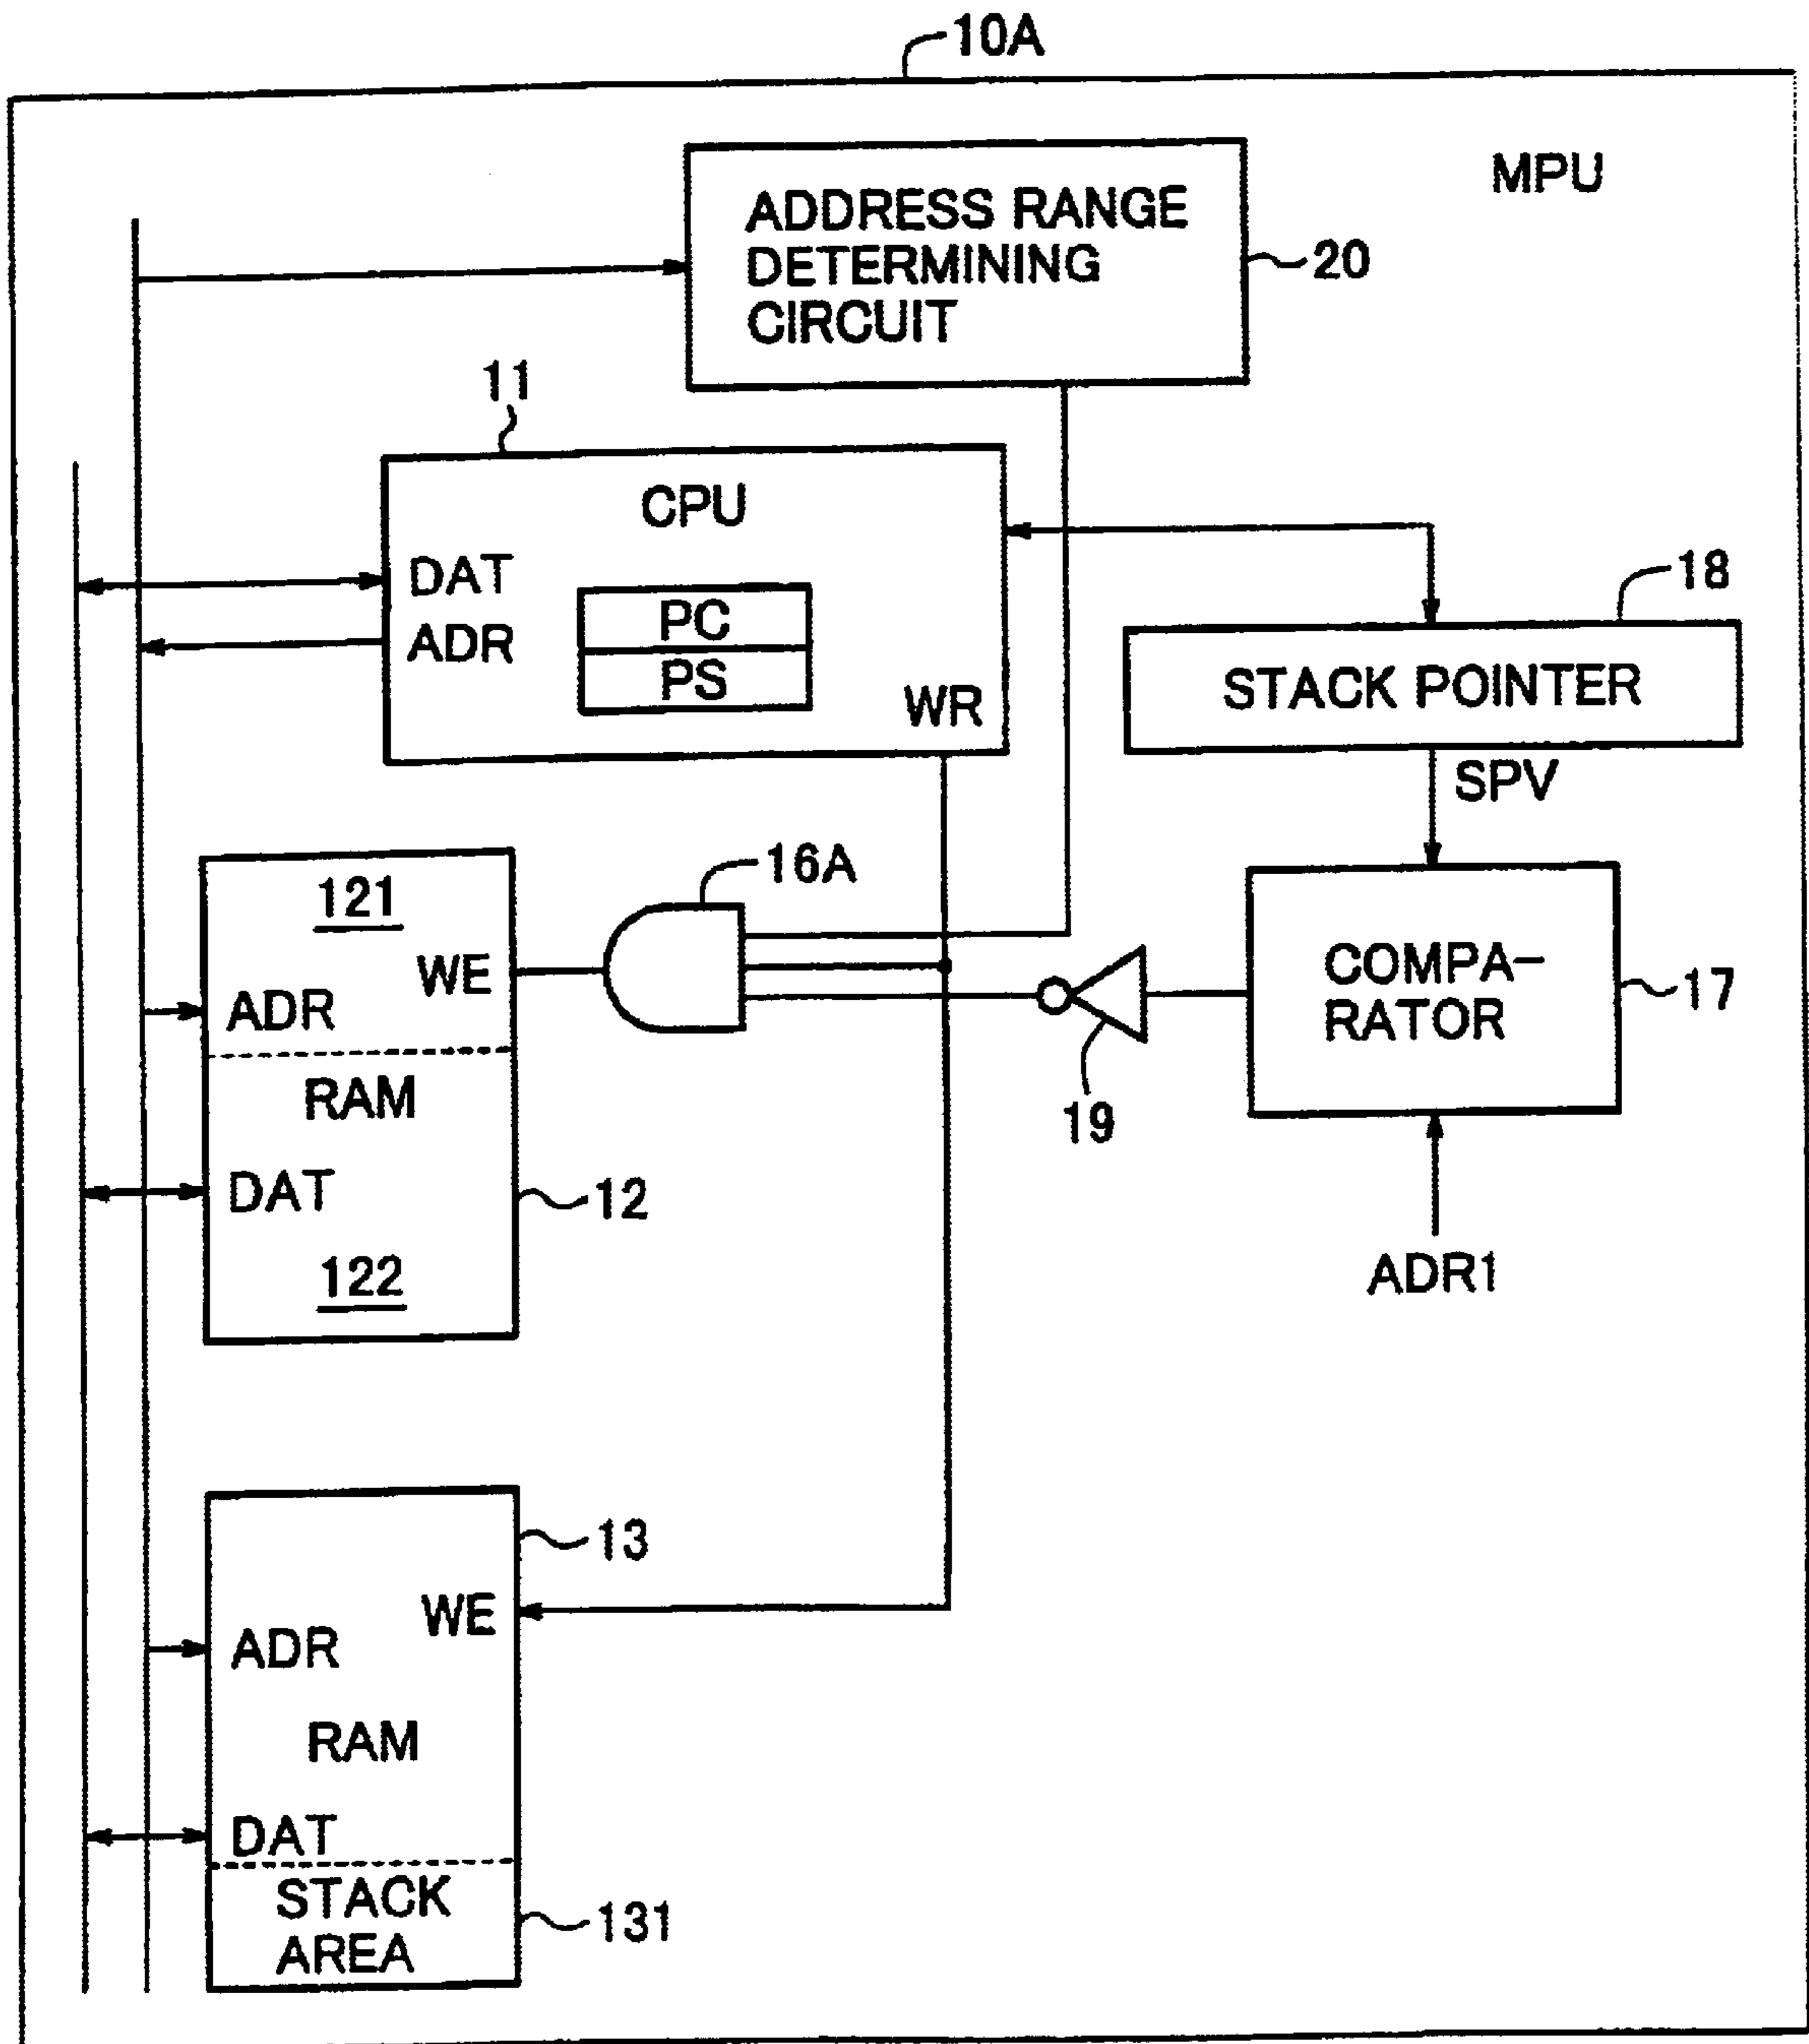 10A
MPU
ADDRESS RANGE
DETERMINING
CIRCUIT
20
11
CPU
DAT
ADR
PC
PS
WR
18
STACK POINTER
SPV
16A
121
WE
ADR
RAM
DAT
12
122
19
COMPA-
RATOR
17
ADR1
13
WE
ADR
RAM
DAT
STACK
AREA
131